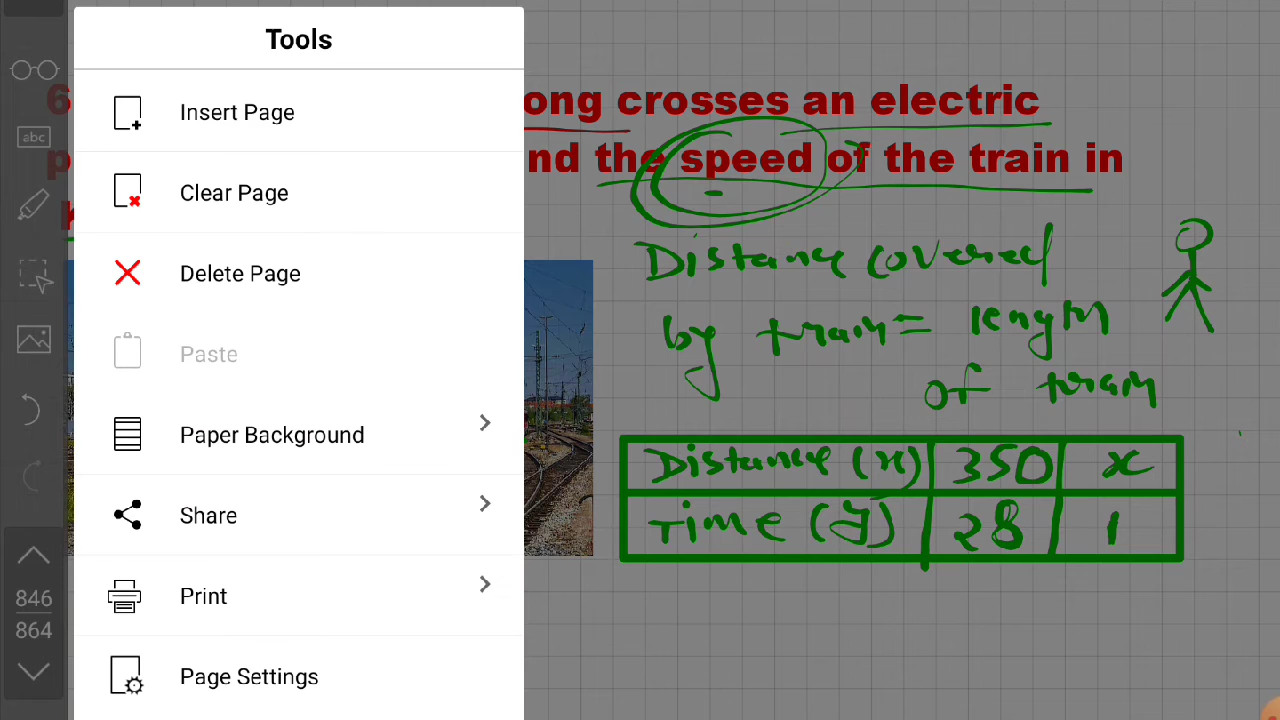 Tools
Insert Page
Clear Page
Delete Page
Paste
Paper Background
Share
Print
Page Settings
abc
846
864
6 ong crosses an electric
p nd the speed of the train in
k
Distance covered
by train = length
of train
Distance (x) 350 x
Time (y) 28 1